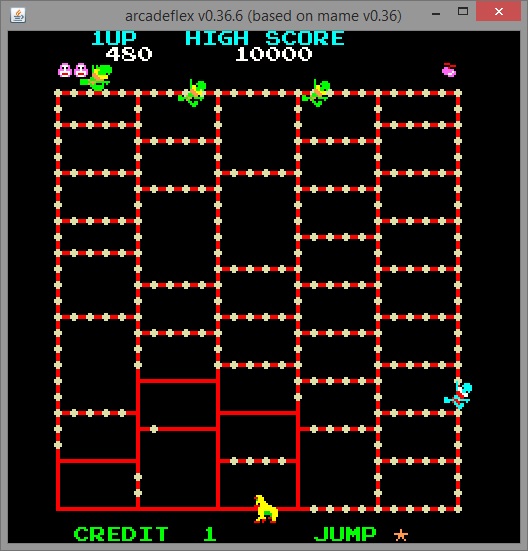 arcadeflex v0.36.6 (based on mame v0.36)
1UP HIGH SCORE
480 10000
CREDIT 1 JUMP